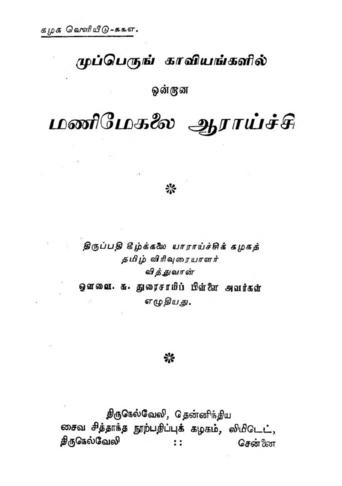 கழக வெளியீடு-ககள.
முப்பெருங் காவியங்களில்
ஒன்றான
மணிமேகலை ஆராய்ச்சி
திருப்பதி கீழ்க்கலை யாராய்ச்சிக் கழகத்
தமிழ் விரிவுரையாளர்
வித்துவான்
ஔவை. சு. துரைசாமிப் பிள்ளை அவர்கள்
எழுதியது.
திருநெல்வேலி, தென்னிந்திய
சைவ சித்தாந்த நூற்பதிப்புக் கழகம், லிமிடெட்,
திருநெல்வேலி :: சென்னை